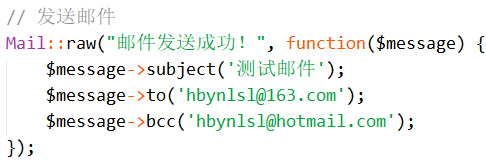 // 发送邮件
Mail::raw("邮件发送成功！", function($message) {
    $message->subject('测试邮件');
    $message->to('hbynlsl@163.com');
    $message->bcc('hbynlsl@hotmail.com');
});